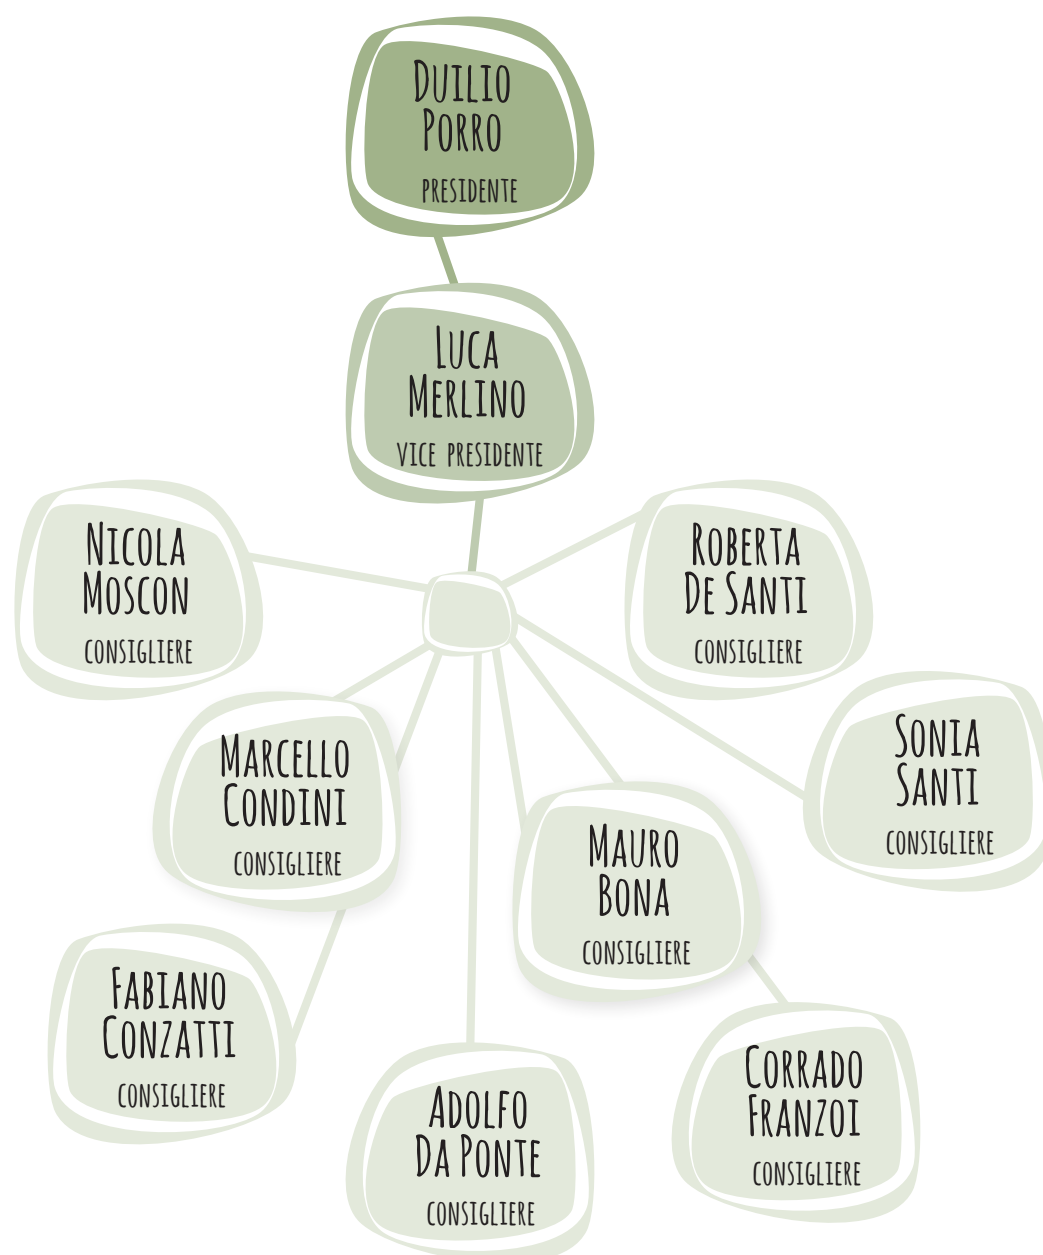 Duilio
Porro
presidente
Luca
Merlino
vice presidente
Nicola
Moscon
consigliere
Roberta
De Santi
consigliere
Marcello
Condini
consigliere
Sonia
Santi
consigliere
Mauro
Bona
consigliere
Fabiano
Conzatti
consigliere
Adolfo
Da Ponte
consigliere
Corrado
Franzoi
consigliere